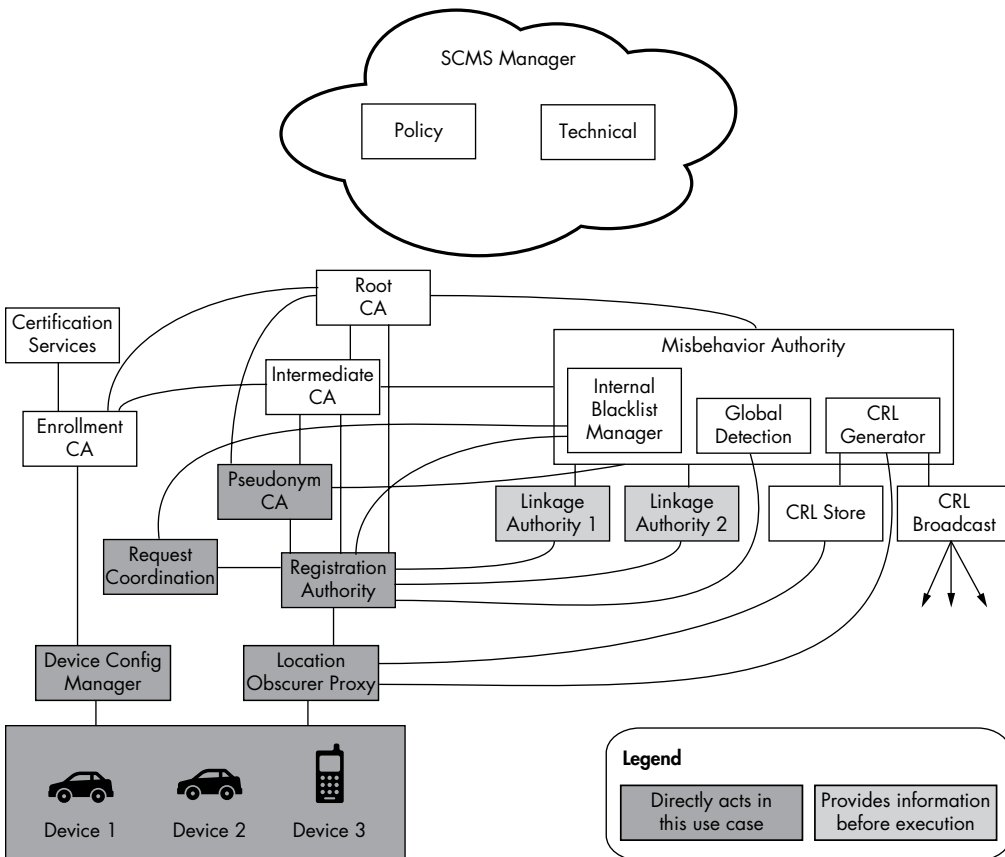 SCMS Manager
Policy
Technical
Root
CA
Certification
Services
Misbehavior Authority
Intermediate
CA
Internal
Blacklist
Manager
Global
Detection
CRL
Generator
Enrollment
CA
Pseudonym
CA
Linkage
Authority 1
Linkage
Authority 2
CRL Store
CRL
Broadcast
Request
Coordination
Registration
Authority
Device Config
Manager
Location
Obscurer Proxy
Device 1
Device 2
Device 3
Legend
Directly acts in
this use case
Provides information
before execution